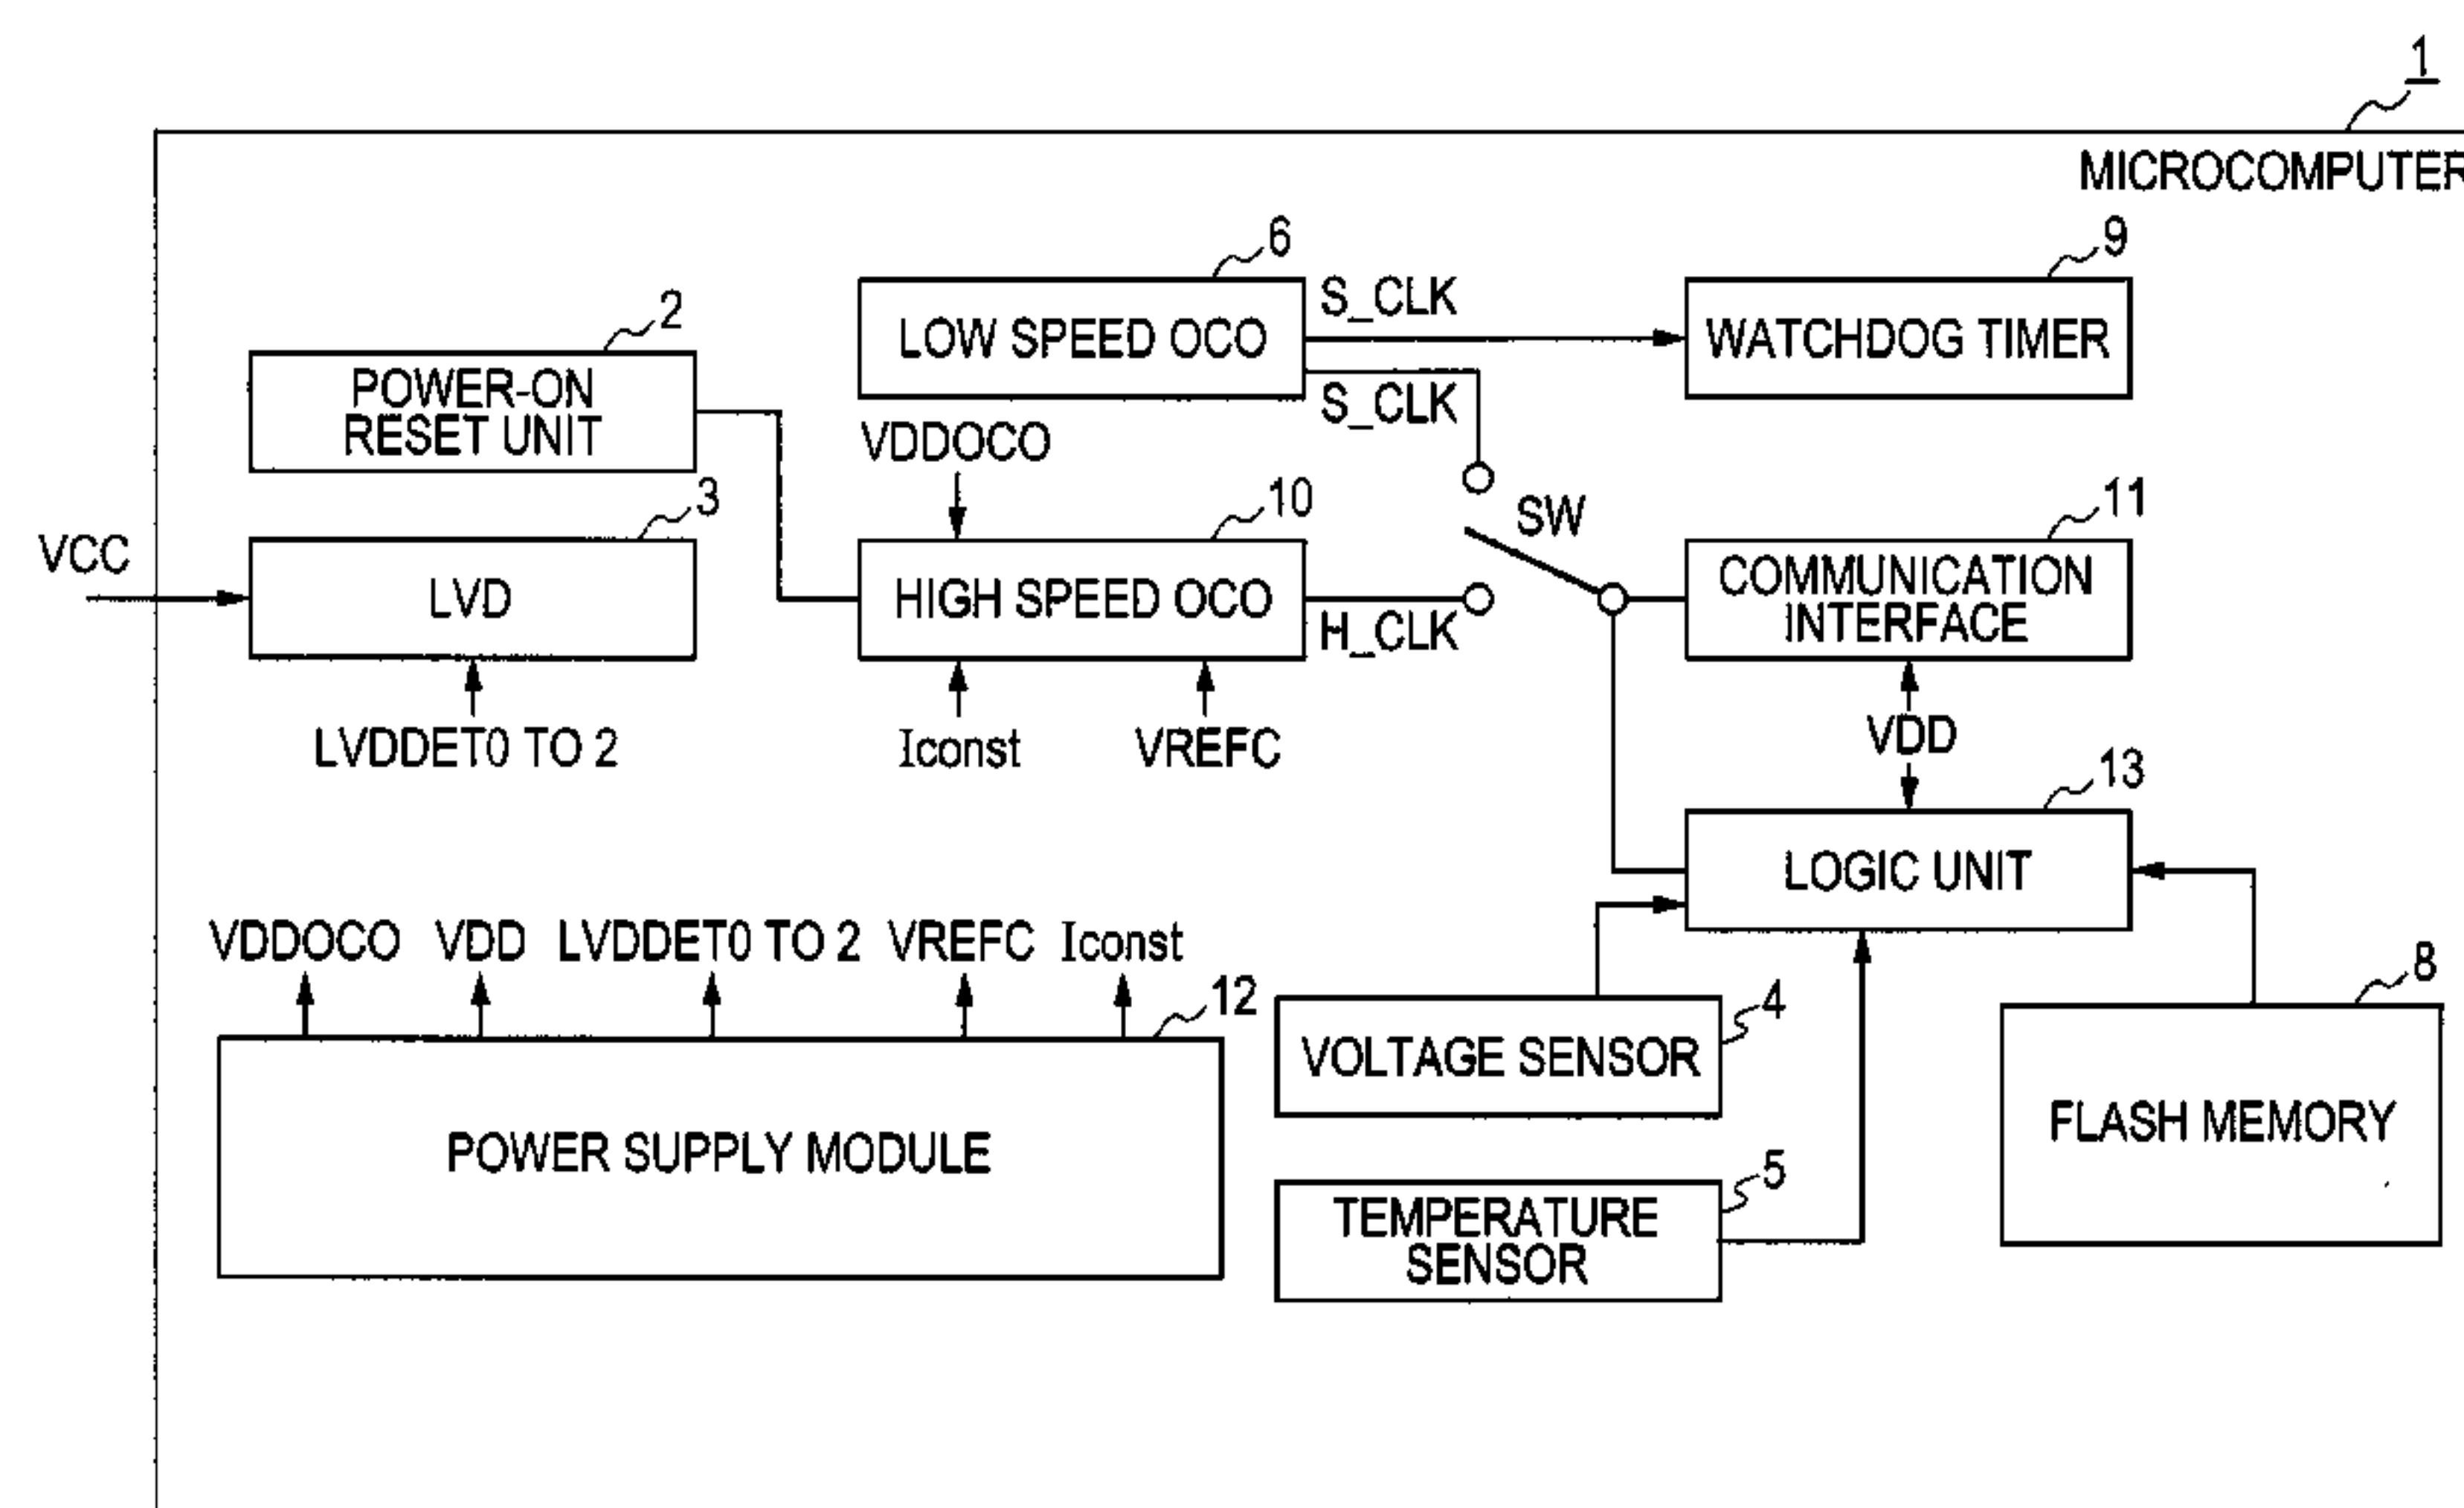 1
MICROCOMPUTER
6
9
S_CLK
LOW SPEED OCO
WATCHDOG TIMER
2
POWER-ON
RESET UNIT
S_CLK
VDDOCO
3
10
SW
11
VCC
LVD
HIGH SPEED OCO
H_CLK
COMMUNICATION
INTERFACE
LVDDET0 TO 2
Iconst
VREFC
VDD
13
LOGIC UNIT
VDDOCO
VDD
LVDDET0 TO 2
VREFC
Iconst
12
4
8
VOLTAGE SENSOR
POWER SUPPLY MODULE
FLASH MEMORY
5
TEMPERATURE
SENSOR